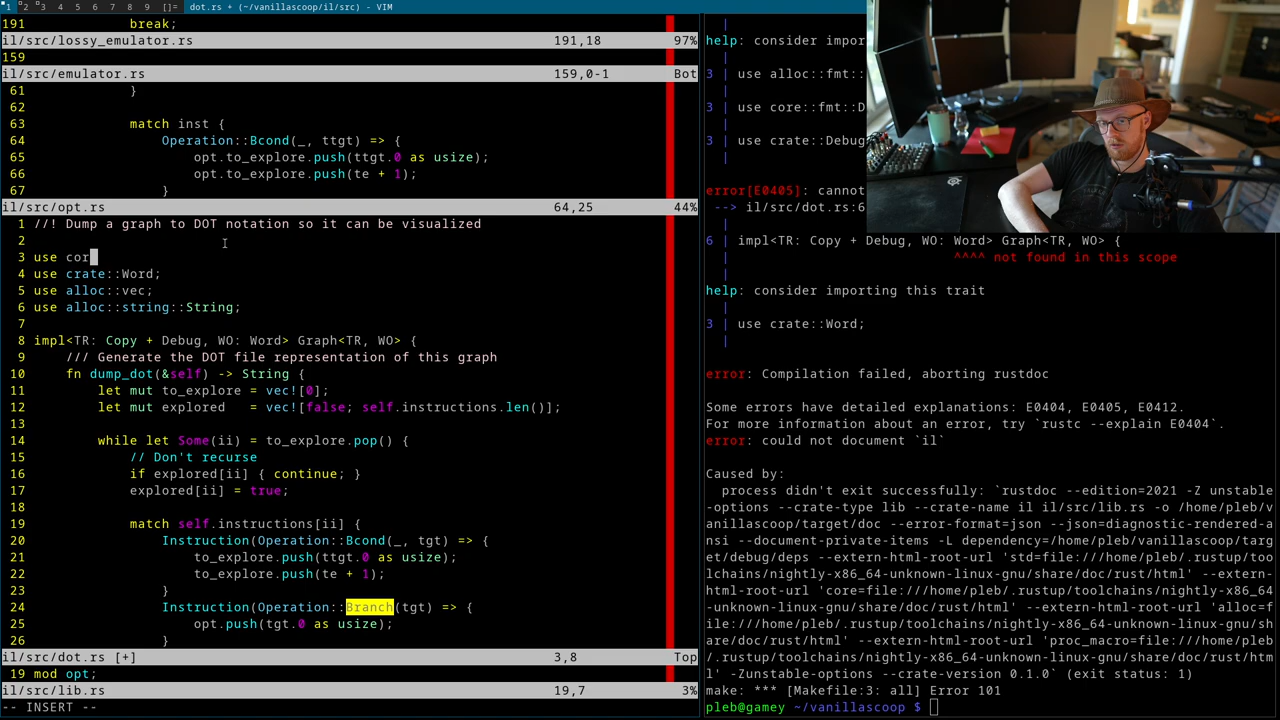 1 2 3 4 5 6 7 8 9 []= dot.rs + (~/vanillascoop/il/src) - VIM
191 break;
il/src/lossy_emulator.rs 191,18 97%
159
il/src/emulator.rs 159,0-1 Bot
61 }
62
63 match inst {
64 Operation::Bcond(_, ttgt) => {
65 opt.to_explore.push(ttgt.0 as usize);
66 opt.to_explore.push(te + 1);
67 }
il/src/opt.rs 64,25 44%
1 //! Dump a graph to DOT notation so it can be visualized
2
3 use cor
4 use crate::Word;
5 use alloc::vec;
6 use alloc::string::String;
7
8 impl<TR: Copy + Debug, WO: Word> Graph<TR, WO> {
9 /// Generate the DOT file representation of this graph
10 fn dump_dot(&self) -> String {
11 let mut to_explore = vec![0];
12 let mut explored   = vec![false; self.instructions.len()];
13
14 while let Some(ii) = to_explore.pop() {
15 // Don't recurse
16 if explored[ii] { continue; }
17 explored[ii] = true;
18
19 match self.instructions[ii] {
20 Instruction(Operation::Bcond(_, tgt) => {
21 to_explore.push(ttgt.0 as usize);
22 to_explore.push(te + 1);
23 }
24 Instruction(Operation::Branch(tgt) => {
25 opt.push(tgt.0 as usize);
26 }
il/src/dot.rs [+] 3,8 Top
19 mod opt;
il/src/lib.rs 19,7 3%
-- INSERT --
|
help: consider impor
|
3 | use alloc::fmt::
|
3 | use core::fmt::D
|
3 | use crate::Debug
|
error[E0405]: cannot
--> il/src/dot.rs:6
|
6 | impl<TR: Copy + Debug, WO: Word> Graph<TR, WO> {
| ^^^^ not found in this scope
|
help: consider importing this trait
|
3 | use crate::Word;
|
error: Compilation failed, aborting rustdoc
Some errors have detailed explanations: E0404, E0405, E0412.
For more information about an error, try `rustc --explain E0404`.
error: could not document `il`
Caused by:
process didn't exit successfully: `rustdoc --edition=2021 -Z unstable
-options --crate-type lib --crate-name il il/src/lib.rs -o /home/pleb/v
anillascoop/target/doc --error-format=json --json=diagnostic-rendered-a
nsi --document-private-items -L dependency=/home/pleb/vanillascoop/targ
et/debug/deps --extern-html-root-url 'std=file:///home/pleb/.rustup/too
lchains/nightly-x86_64-unknown-linux-gnu/share/doc/rust/html' --extern-
html-root-url 'core=file:///home/pleb/.rustup/toolchains/nightly-x86_64
-unknown-linux-gnu/share/doc/rust/html' --extern-html-root-url 'alloc=f
ile:///home/pleb/.rustup/toolchains/nightly-x86_64-unknown-linux-gnu/sh
are/doc/rust/html' --extern-html-root-url 'proc_macro=file:///home/pleb
/.rustup/toolchains/nightly-x86_64-unknown-linux-gnu/share/doc/rust/htm
l' -Zunstable-options --crate-version 0.1.0` (exit status: 1)
make: *** [Makefile:3: all] Error 101
pleb@gamey ~/vanillascoop $